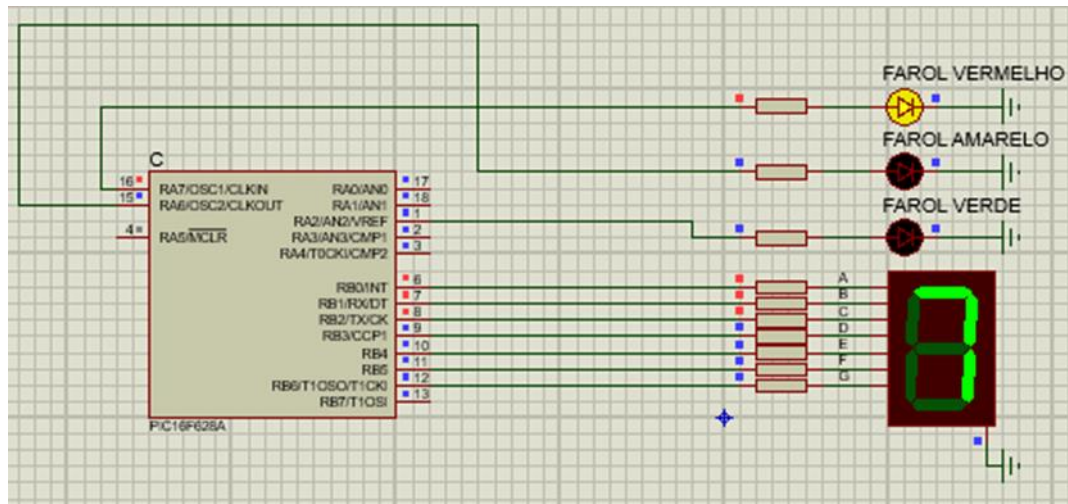 FAROL VERMELHO
FAROL AMARELO
FAROL VERDE
C
16 RA7/OSC1/CLKIN RA0/AN0 17
15 RA6/OSC2/CLKOUT RA1/AN1 18
RA2/AN2/VREF 1
4 RA5/MCLR RA3/AN3/CMP1 2
RA4/T0CKI/CMP2 3
RB0/INT 6
RB1/RX/DT 7
RB2/TX/CK 8
RB3/CCP1 9
RB4 10
RB5 11
RB6/T1OSO/T1CKI 12
RB7/T1OSI 13
PIC16F628A
A
B
C
D
E
F
G
7